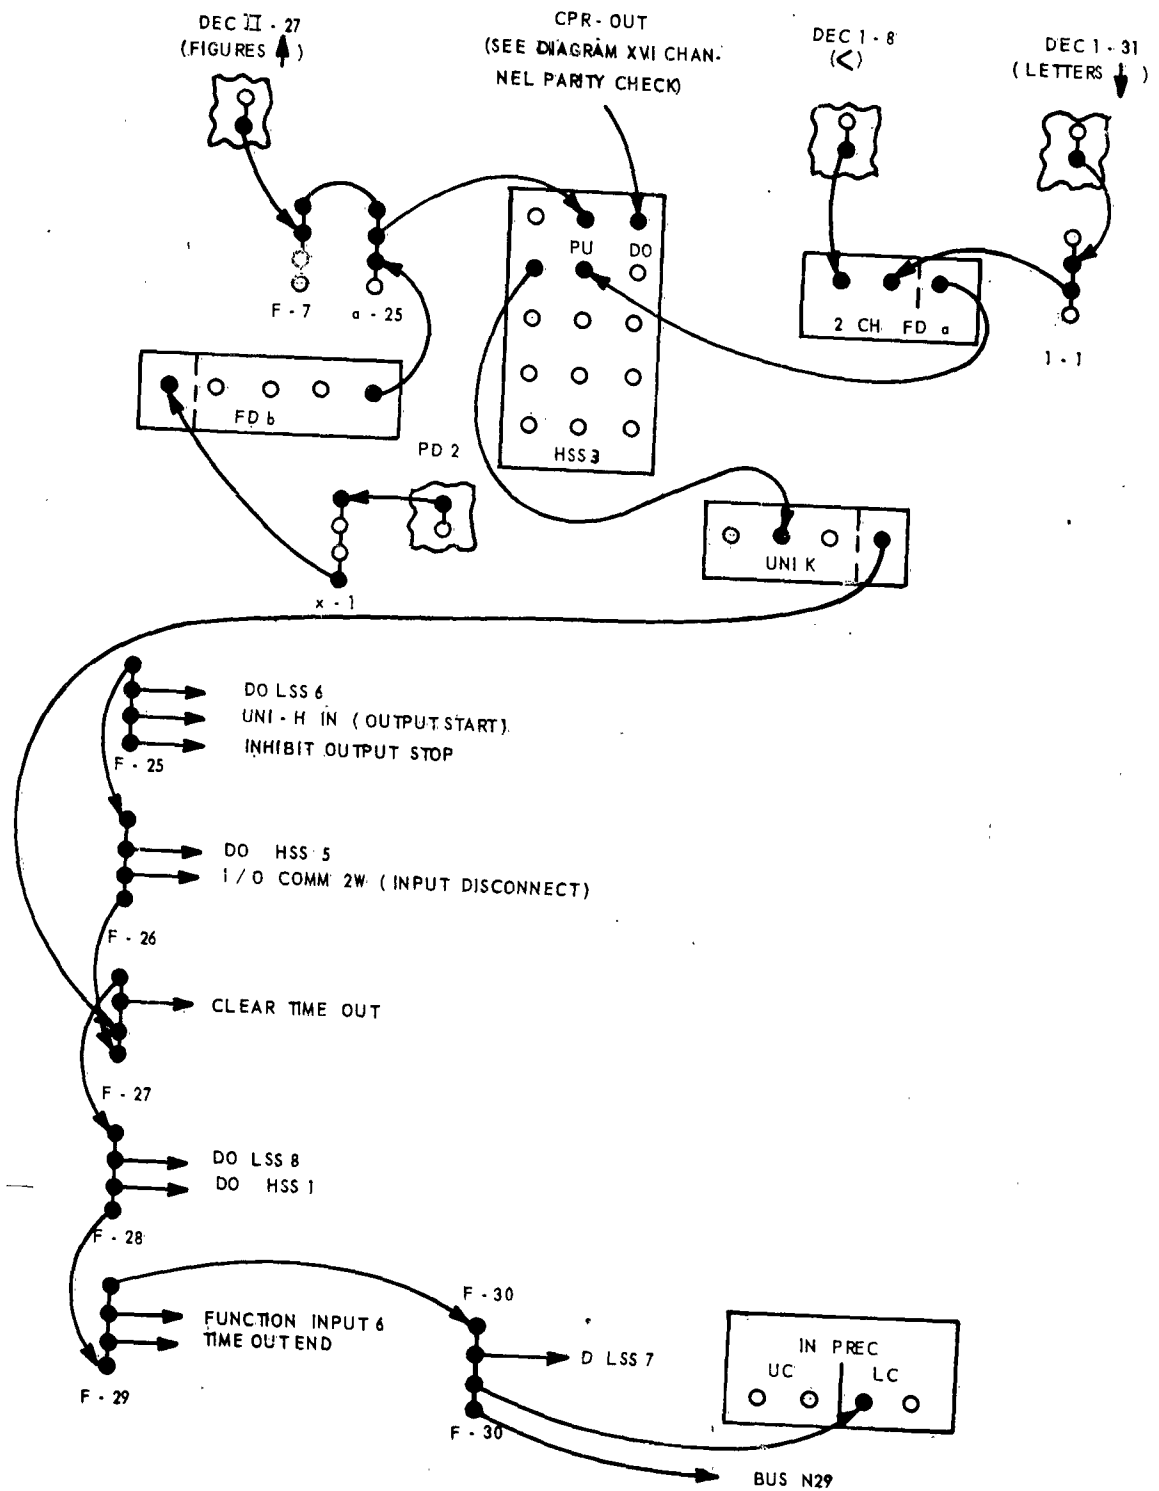 DEC II - 27
(FIGURES ↑)
CPR - OUT
(SEE DIAGRAM XVI CHAN-
NEL PARITY CHECK)
DEC 1 - 8
(<)
DEC 1 - 31
(LETTERS ↓)
PU DO
F - 7
a - 25
2 CH FD a
1 - 1
FD b
PD 2
HSS 3
UNI K
x - 1
DO LSS 6
UNI - H IN (OUTPUT START)
INHIBIT OUTPUT STOP
F - 25
DO HSS 5
I/O COMM 2W (INPUT DISCONNECT)
F - 26
CLEAR TIME OUT
F - 27
DO LSS 8
DO HSS 1
F - 28
F - 30
FUNCTION INPUT 6
TIME OUT END
D LSS 7
IN PREC
UC LC
F - 29
F - 30
BUS N29